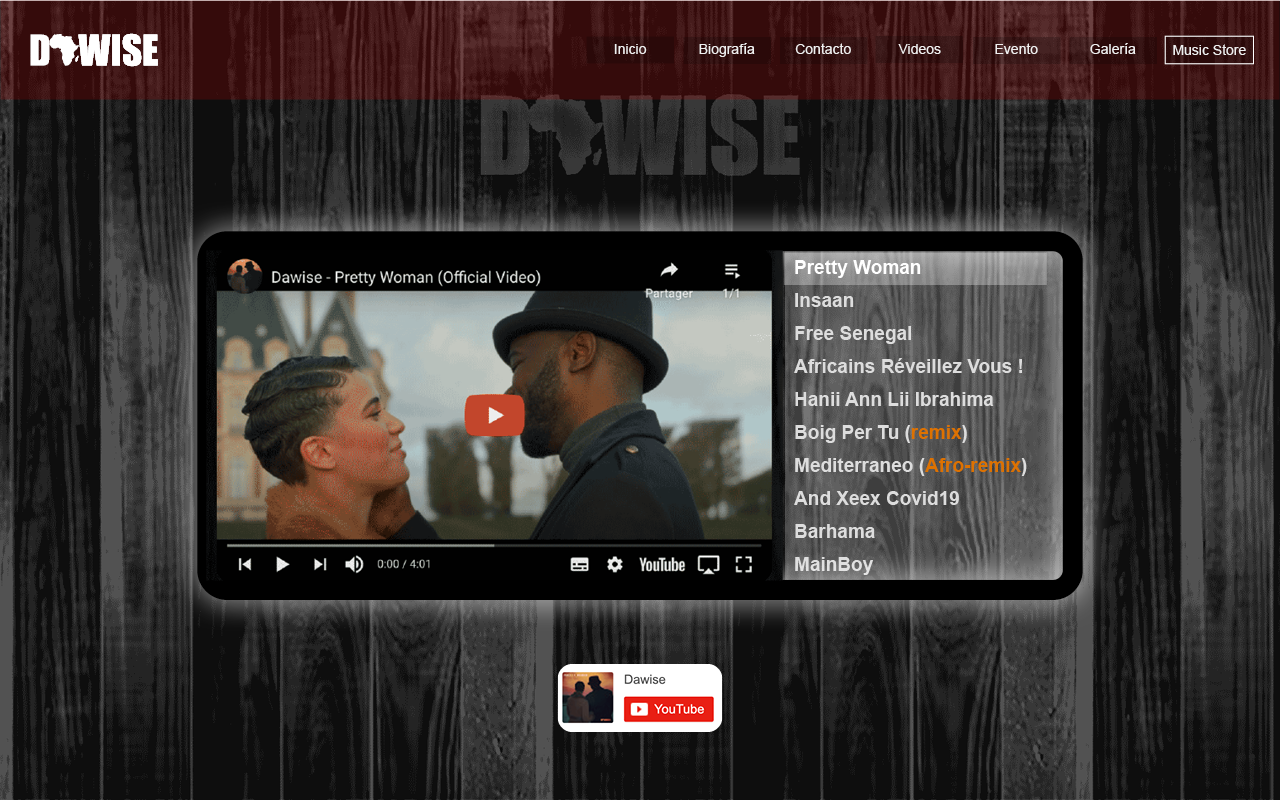 DAWISE
Inicio
Biografía
Contacto
Videos
Evento
Galería
Music Store
DAWISE
Dawise - Pretty Woman (Official Video)
Partager
1/1
0:00 / 4:01
YouTube
Pretty Woman
Insaan
Free Senegal
Africains Réveillez Vous !
Hanii Ann Lii Ibrahima
Boig Per Tu (remix)
Mediterraneo (Afro-remix)
And Xeex Covid19
Barhama
MainBoy
Dawise
YouTube